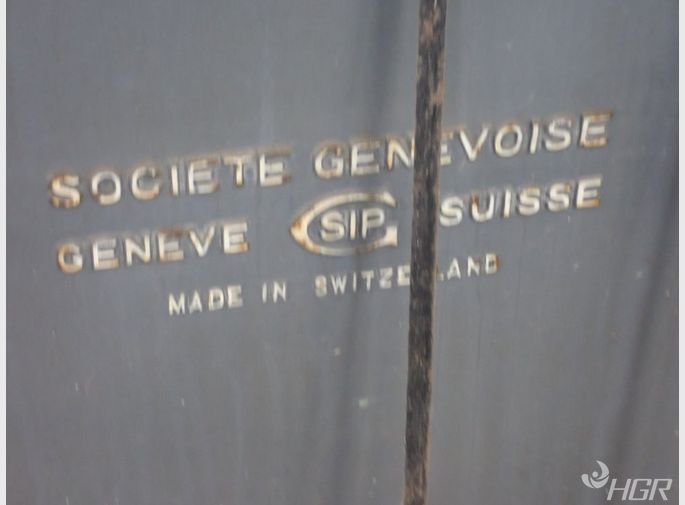 SOCIETE GENEVOISE
GENEVE SIP SUISSE
MADE IN SWITZERLAND
HGR